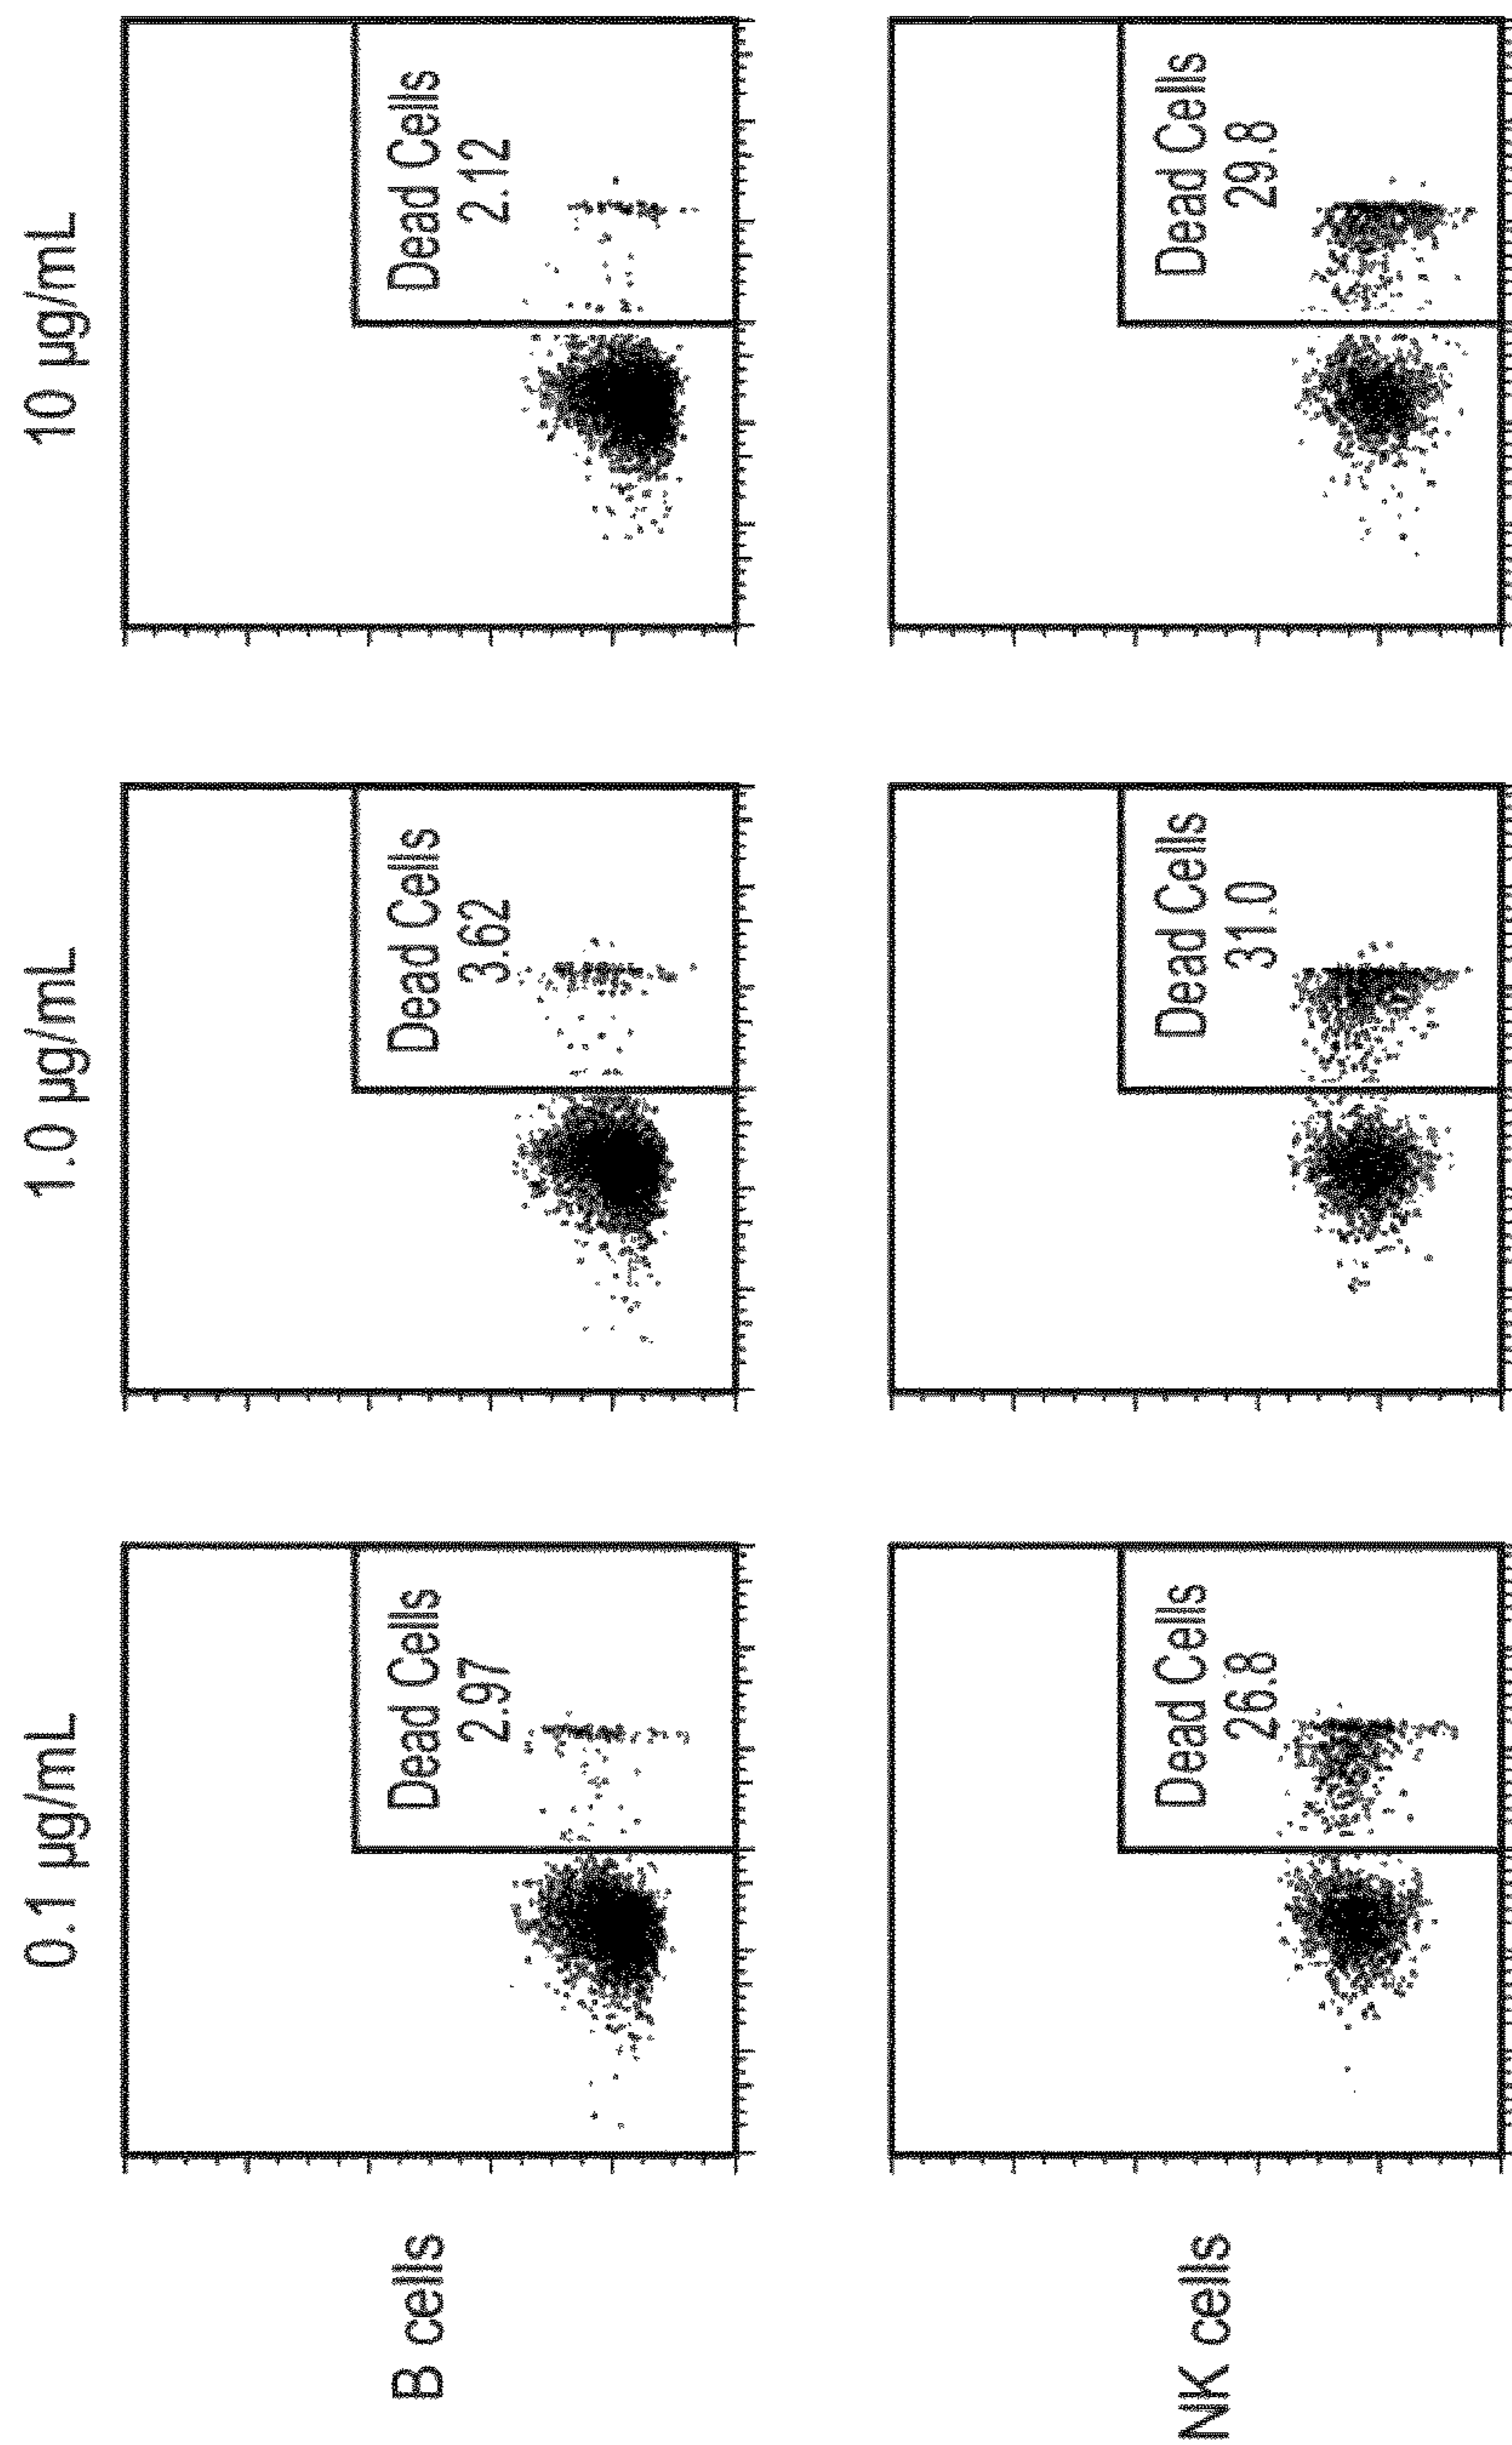 0.1 µg/mL
1.0 µg/mL
10 µg/mL
B cells
Dead Cells
2.97
Dead Cells
3.62
Dead Cells
2.12
NK cells
Dead Cells
26.8
Dead Cells
31.0
Dead Cells
29.8